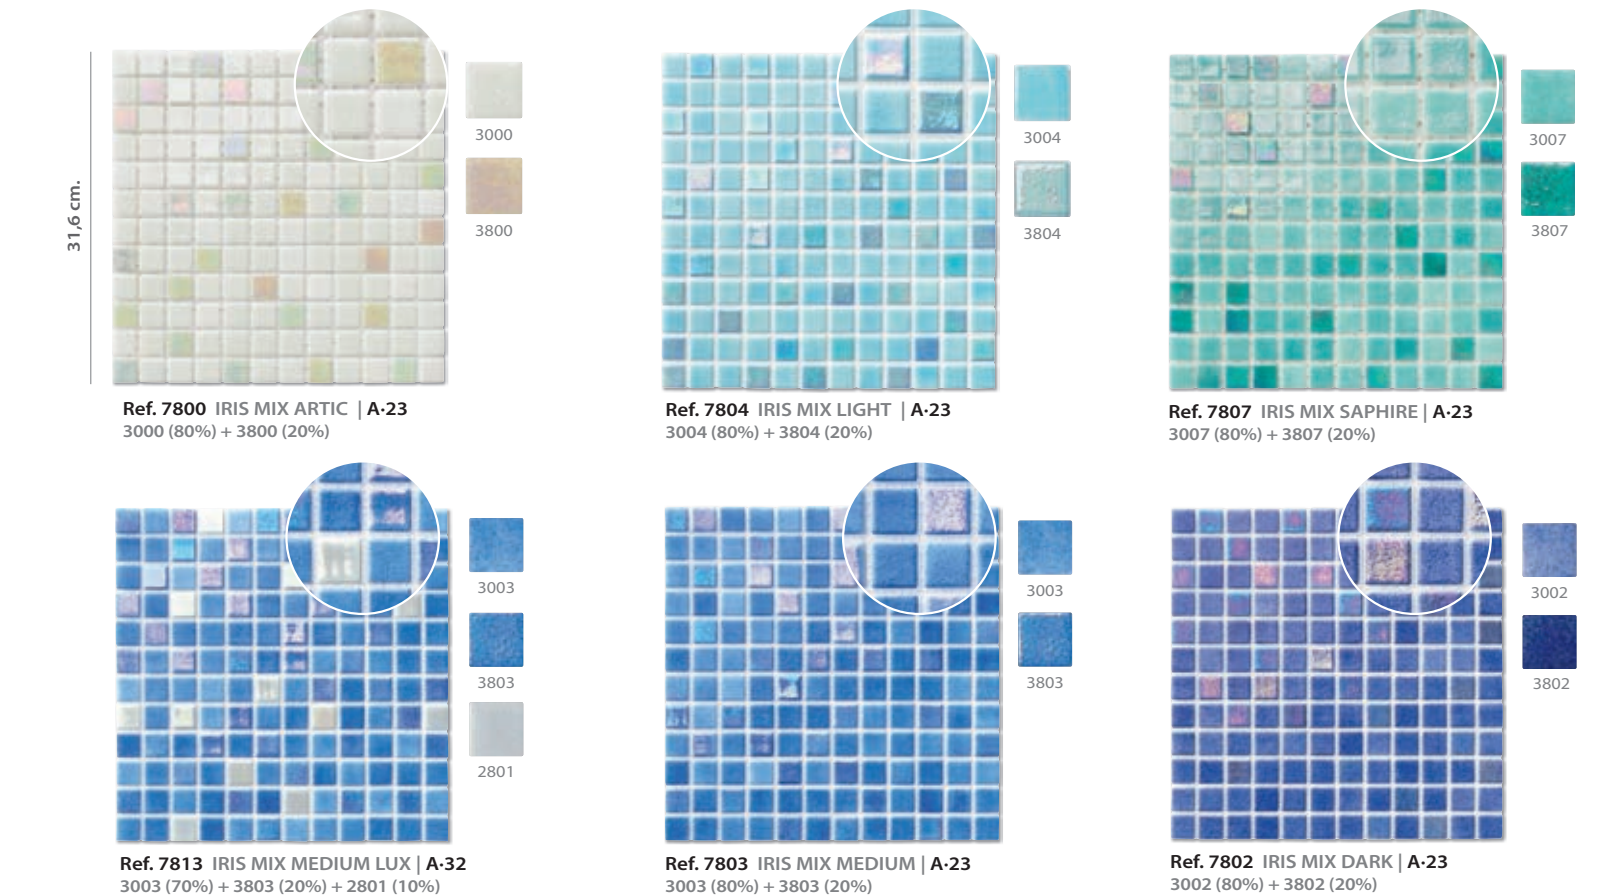 31,6 cm.
3000
3800
Ref. 7800 IRIS MIX ARTIC | A·23
3000 (80%) + 3800 (20%)
3004
3804
Ref. 7804 IRIS MIX LIGHT | A·23
3004 (80%) + 3804 (20%)
3007
3807
Ref. 7807 IRIS MIX SAPHIRE | A·23
3007 (80%) + 3807 (20%)
3003
3803
2801
Ref. 7813 IRIS MIX MEDIUM LUX | A·32
3003 (70%) + 3803 (20%) + 2801 (10%)
3003
3803
Ref. 7803 IRIS MIX MEDIUM | A·23
3003 (80%) + 3803 (20%)
3002
3802
Ref. 7802 IRIS MIX DARK | A·23
3002 (80%) + 3802 (20%)